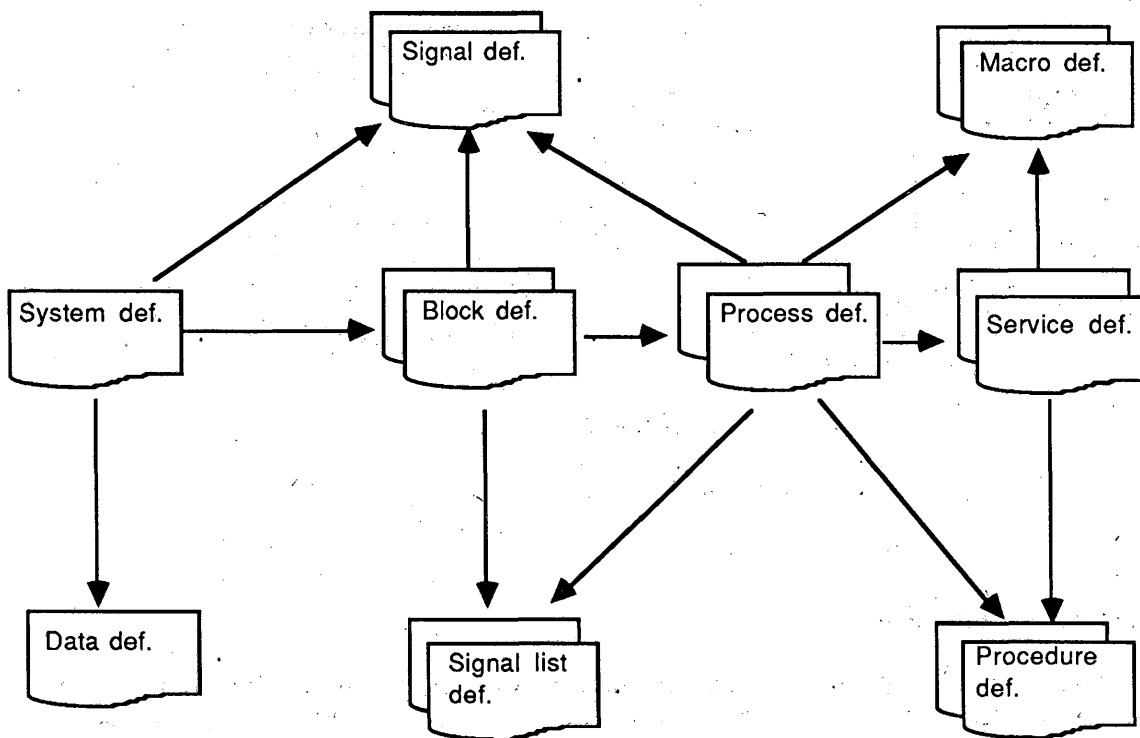 Signal def.
Macro def.
System def.
Block def.
Process def.
Service def.
Data def.
Signal list
def.
Procedure
def.